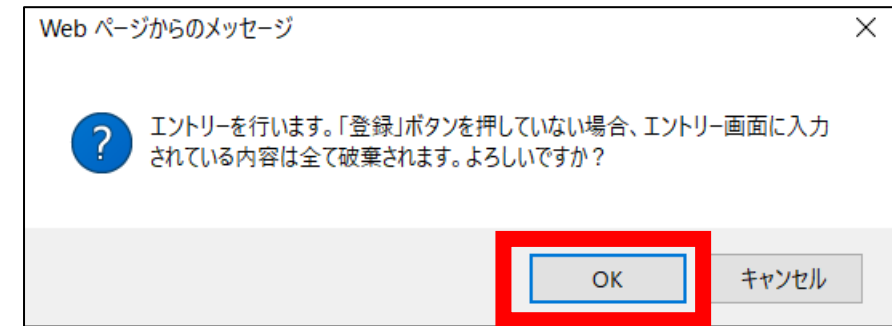 Web ページからのメッセージ
エントリーを行います。「登録」ボタンを押していない場合、エントリー画面に入力
されている内容は全て破棄されます。よろしいですか？
OK
キャンセル